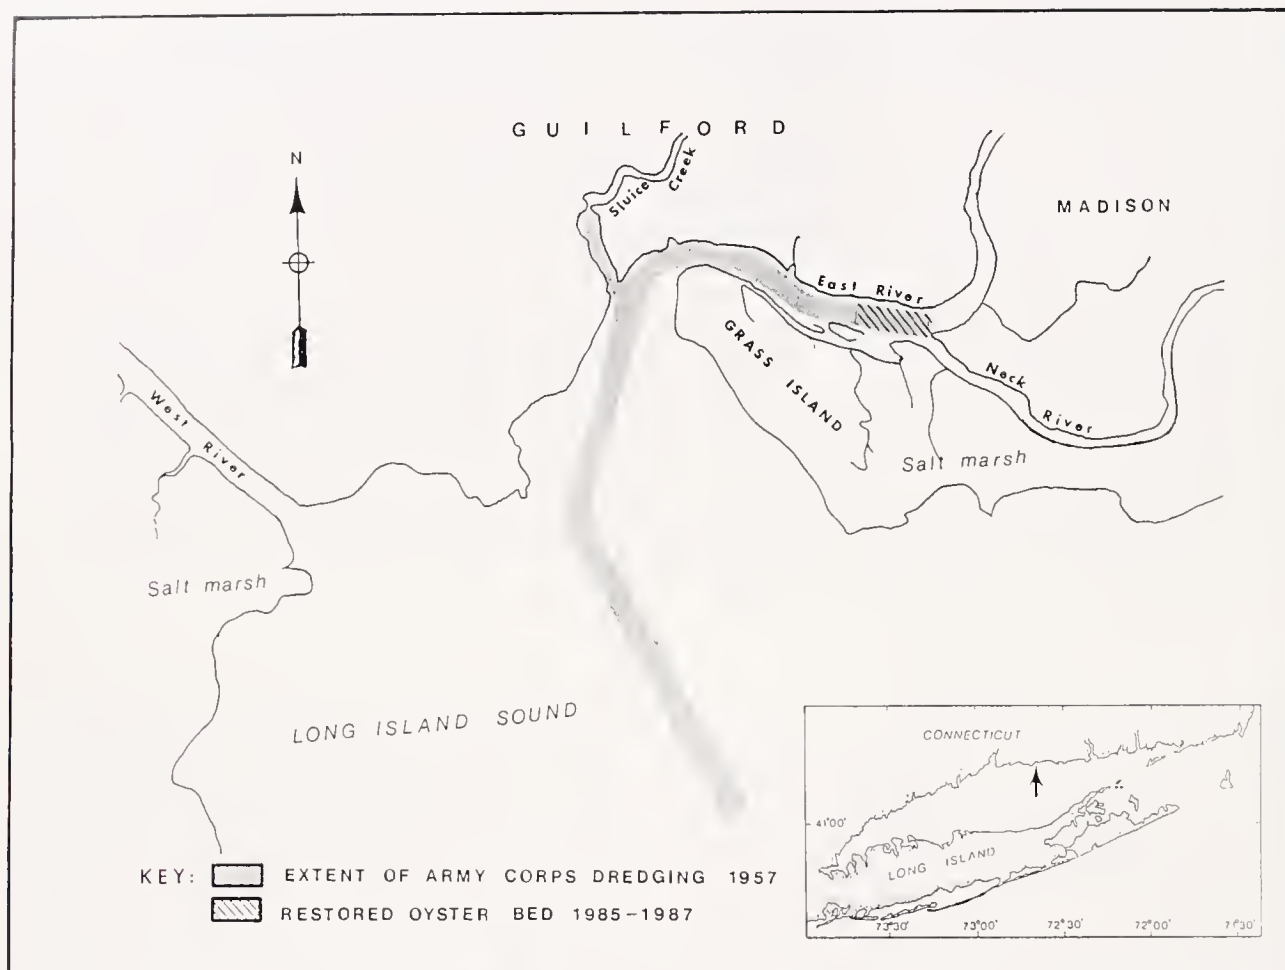 GUILFORD
N
Sluice Creek
MADISON
East River
GRASS ISLAND
Neck River
West River
Salt marsh
Salt marsh
LONG ISLAND SOUND
CONNECTICUT
41°00'
LONG ISLAND
73°30'
73°00'
72°30'
72°00'
71°30'
KEY:
EXTENT OF ARMY CORPS DREDGING 1957
RESTORED OYSTER BED 1985-1987